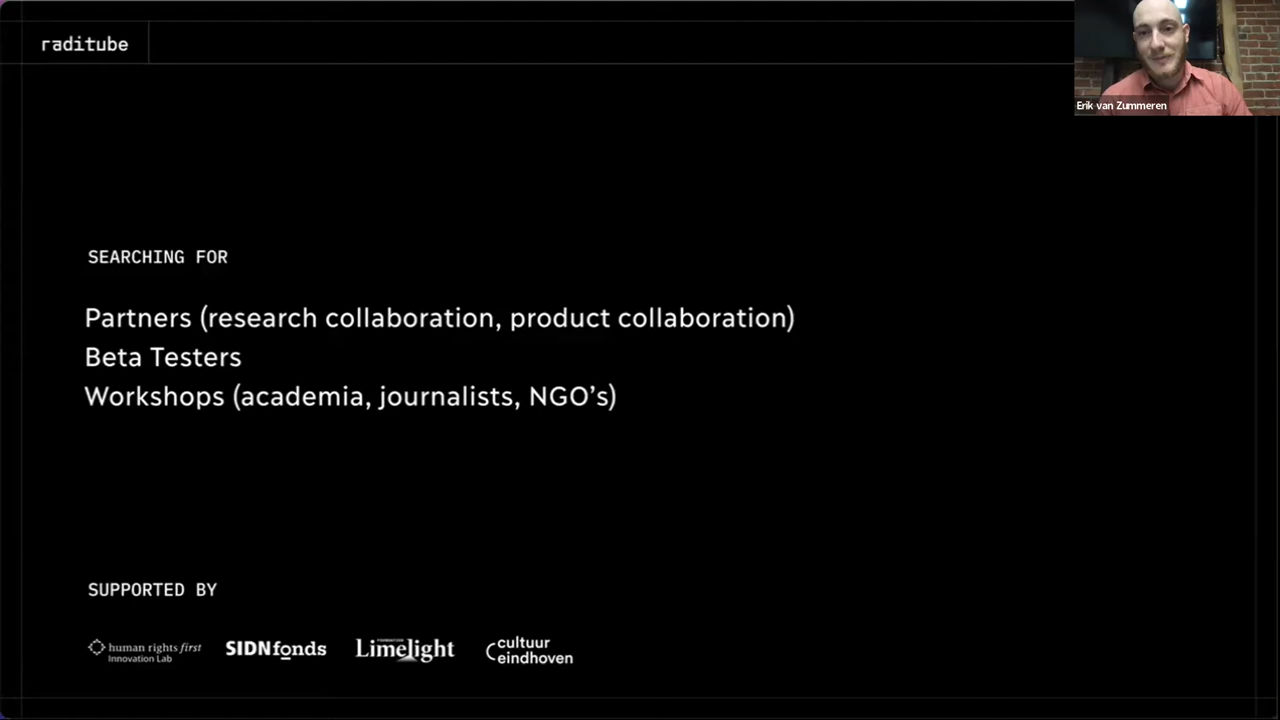 raditube
Erik van Zummeren
SEARCHING FOR
Partners (research collaboration, product collaboration)
Beta Testers
Workshops (academia, journalists, NGO’s)
SUPPORTED BY
human rights first
Innovation Lab
SIDNfonds
Limelight
cultuur
eindhoven